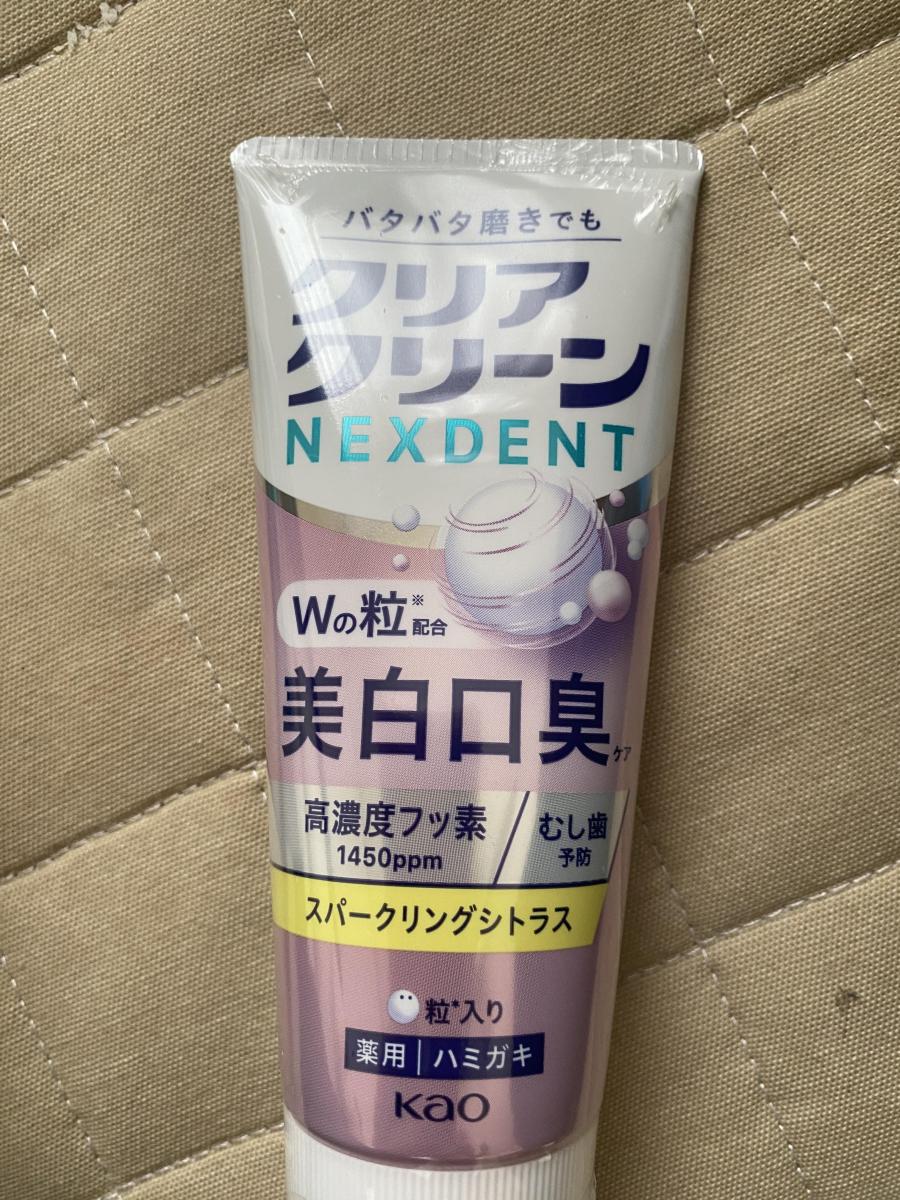 バタバタ磨きでも
クリア
クリーン
NEXDENT
Wの粒※配合
美白口臭ケア
高濃度フッ素
1450ppm
むし歯
予防
スパークリングシトラス
粒*入り
薬用|ハミガキ
Kao